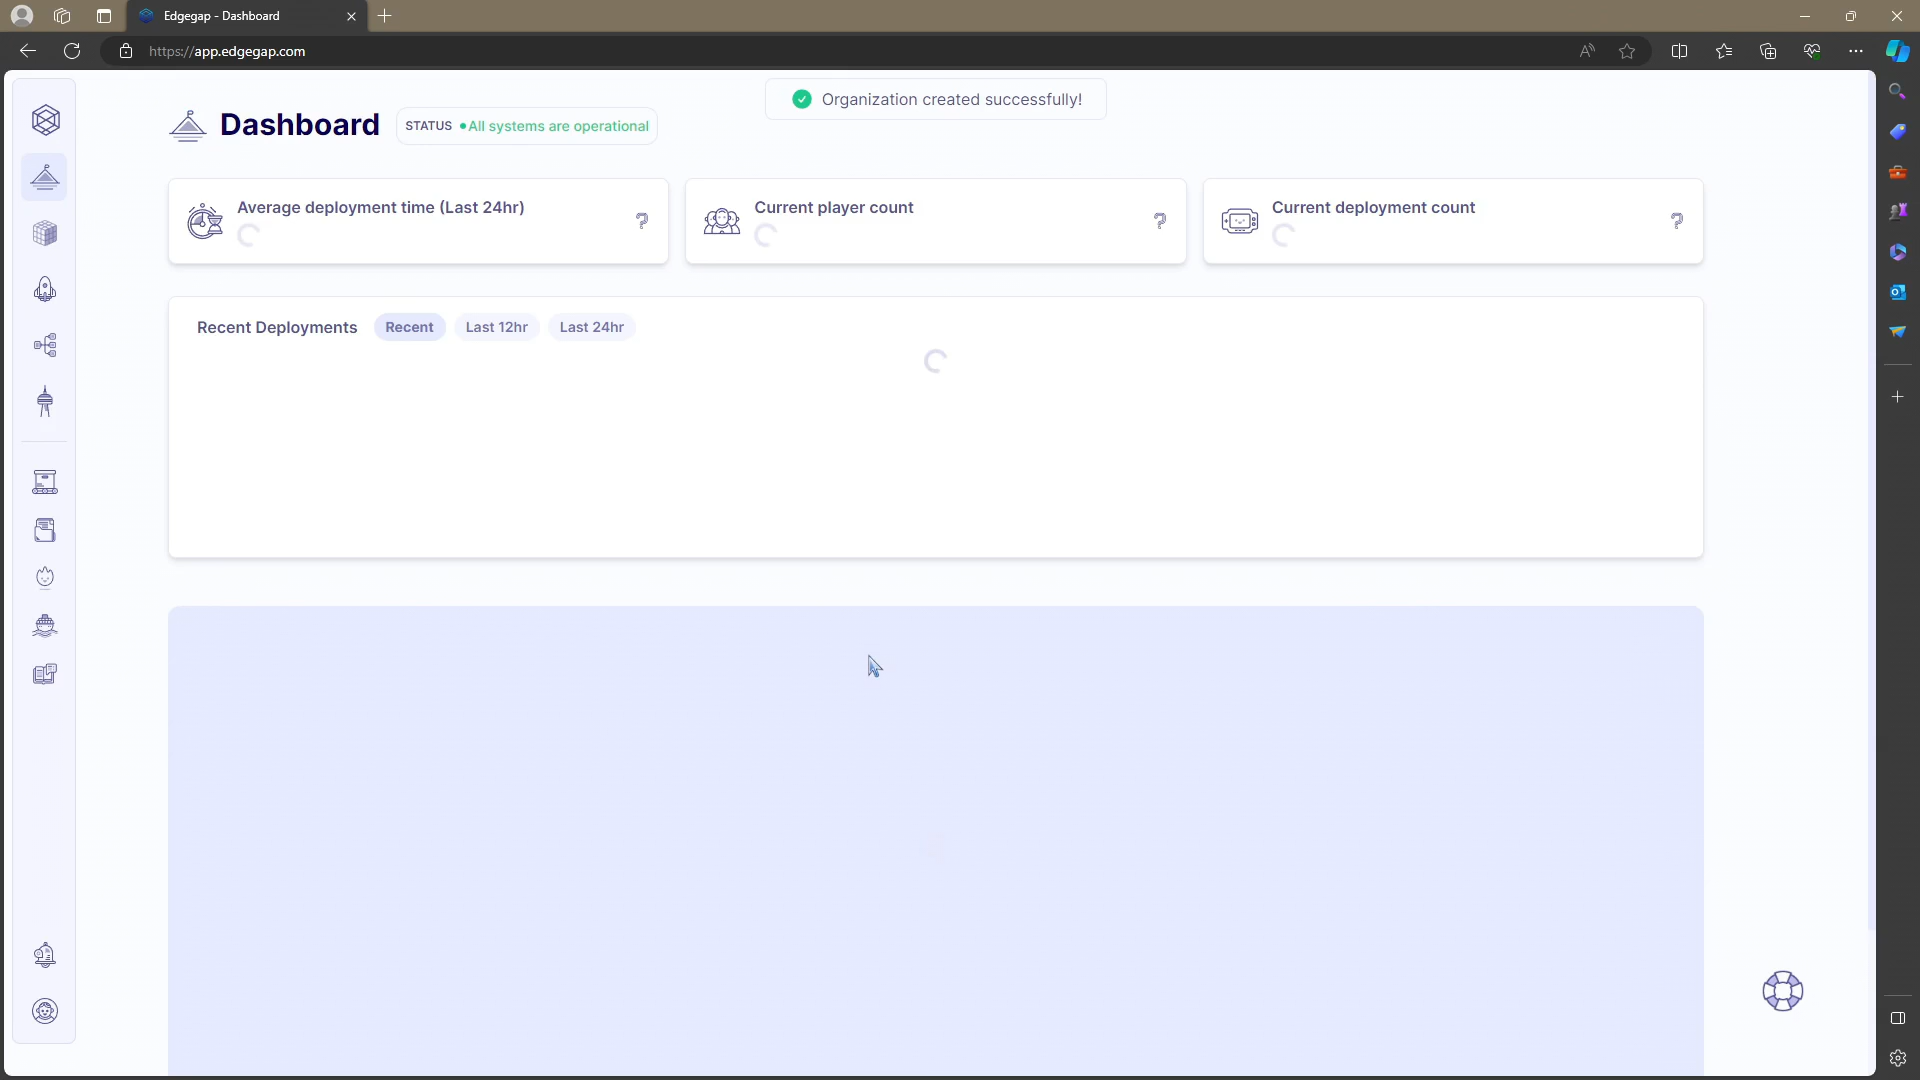 Edgegap - Dashboard
https://app.edgegap.com
Organization created successfully!
Dashboard
STATUS All systems are operational
Average deployment time (Last 24hr)
?
Current player count
?
Current deployment count
?
Recent Deployments Recent Last 12hr Last 24hr